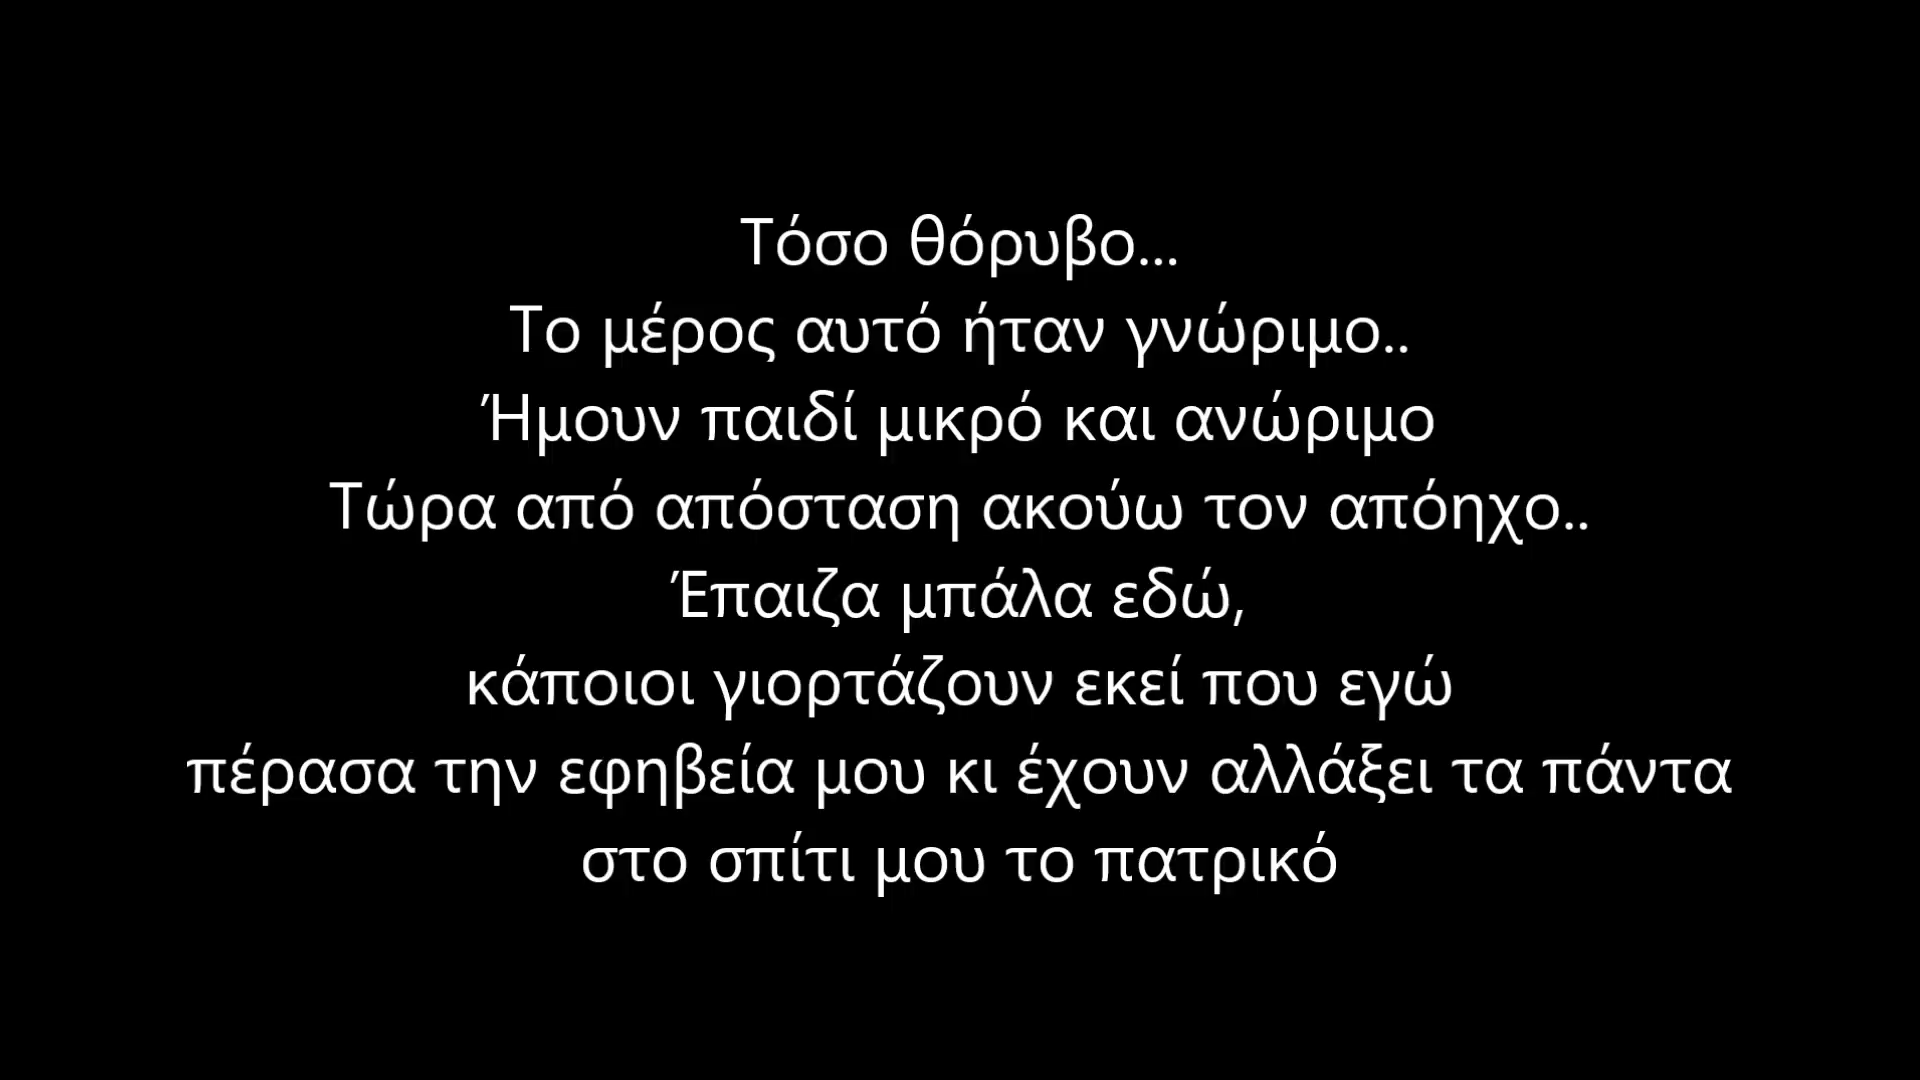 Τόσο θόρυβο...
Το μέρος αυτό ήταν γνώριμο..
Ήμουν παιδί μικρό και ανώριμο
Τώρα από απόσταση ακούω τον απόηχο..
Έπαιζα μπάλα εδώ,
κάποιοι γιορτάζουν εκεί που εγώ
πέρασα την εφηβεία μου κι έχουν αλλάξει τα πάντα
στο σπίτι μου το πατρικό